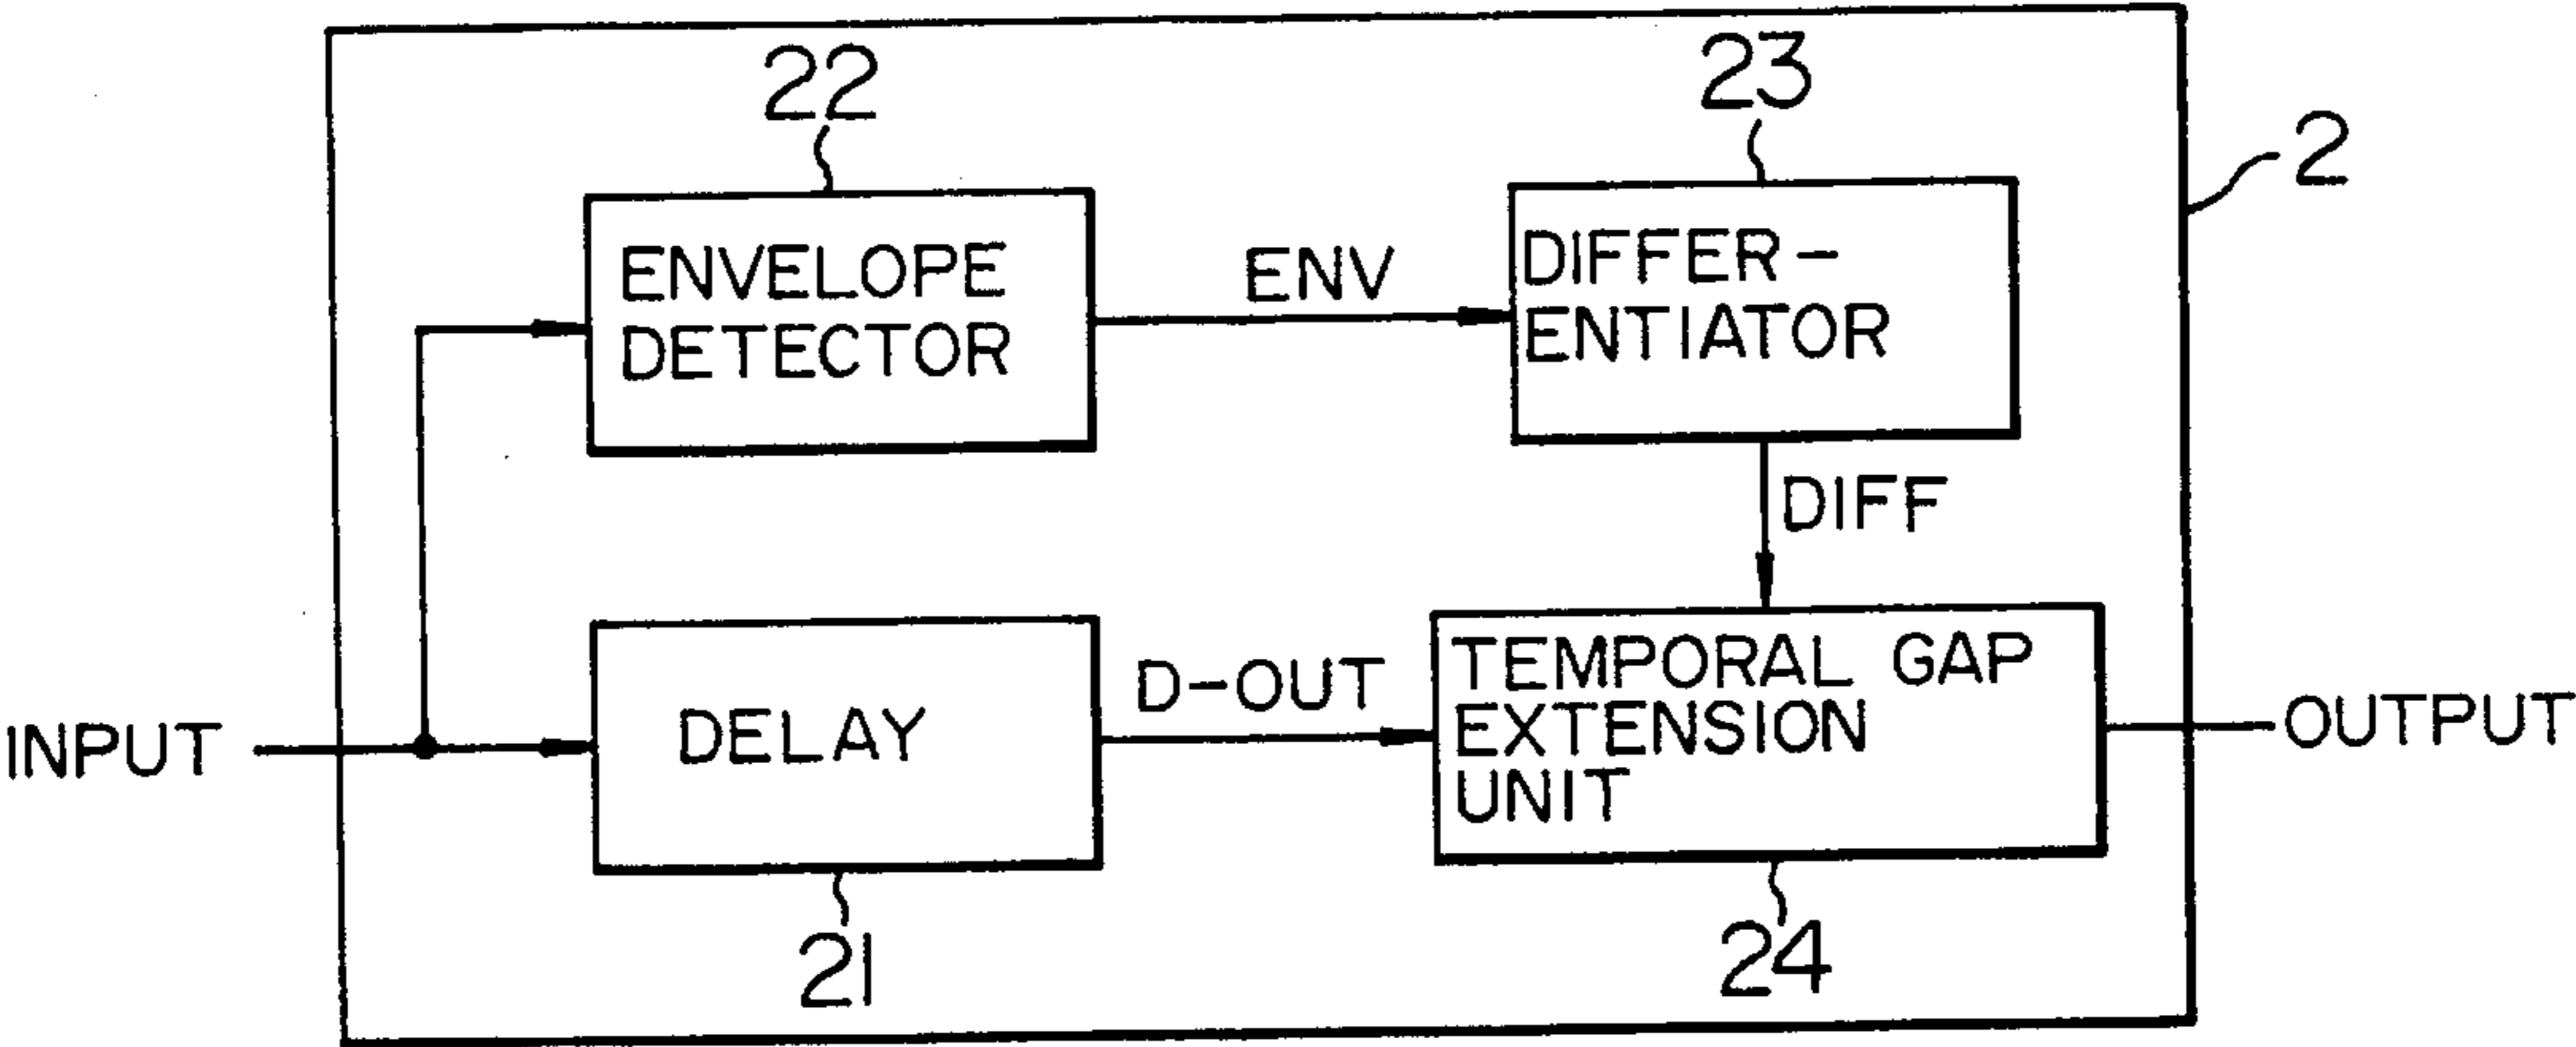 22
23
2
ENVELOPE
DETECTOR
ENV
DIFFER-
ENTIATOR
DIFF
INPUT
DELAY
D-OUT
TEMPORAL GAP
EXTENSION
UNIT
OUTPUT
21
24